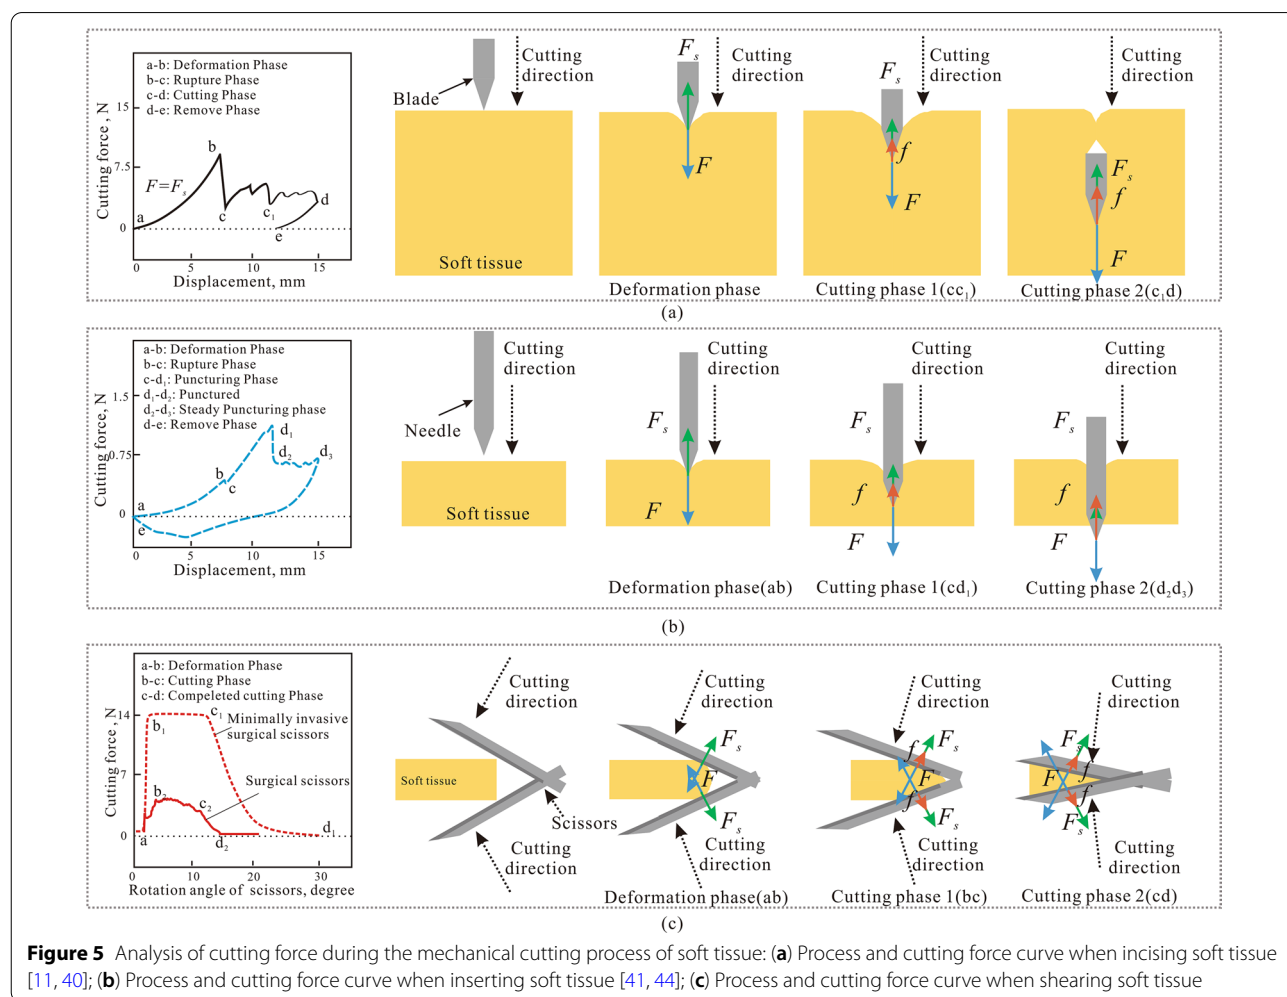 a-b: Deformation Phase
b-c: Rupture Phase
c-d: Cutting Phase
d-e: Remove Phase
Cutting force , N
15
7.5
0
F=Fs
a
b
c
c1
d
e
0
5
10
15
Displacement, mm
Blade
Cutting
direction
Soft tissue
Fs
Cutting
direction
F
Deformation phase
Fs
Cutting
direction
f
F
Cutting phase 1(cc1)
Cutting
direction
Fs
f
F
Cutting phase 2(c1d)
(a)
a-b: Deformation Phase
b-c: Rupture Phase
c-d1: Puncturing Phase
d1-d2: Punctured
d2-d3: Steady Puncturing phase
d-e: Remove Phase
Cutting force, N
1.5
0.75
0
a
b
c
d1
d2
d3
e
0
5
10
15
Displacement, mm
Needle
Cutting
direction
Soft tissue
Cutting
direction
Fs
F
Deformation phase(ab)
Cutting
direction
Fs
f
F
Cutting phase 1(cd1)
Cutting
direction
Fs
f
F
Cutting phase 2(d2d3)
(b)
a-b: Deformation Phase
b-c: Cutting Phase
c-d: Compeleted cutting Phase
Cutting force , N
14
7
0
b1
c1
Minimally invasive
surgical scissors
Surgical scissors
b2
c2
a
d2
d1
0
10
20
30
Rotation angle of scissors, degree
Cutting
direction
Soft tissue
Scissors
Cutting
direction
Cutting
direction
Fs
F
Fs
Cutting
direction
Deformation phase(ab)
Cutting
direction
f
Fs
F
f
Fs
Cutting
direction
Cutting phase 1(bc)
Cutting
direction
Fs
f
F
f
Fs
Cutting
direction
Cutting phase 2(cd)
(c)
Figure 5 Analysis of cutting force during the mechanical cutting process of soft tissue: (a) Process and cutting force curve when incising soft tissue
[11, 40]; (b) Process and cutting force curve when inserting soft tissue [41, 44]; (c) Process and cutting force curve when shearing soft tissue